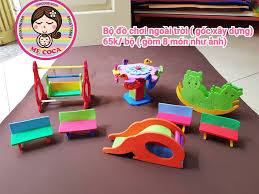 MẸ COCA
Bộ đồ chơi ngoài trời (góc xây dựng)
65k/ bộ (gồm 8 món như ảnh)